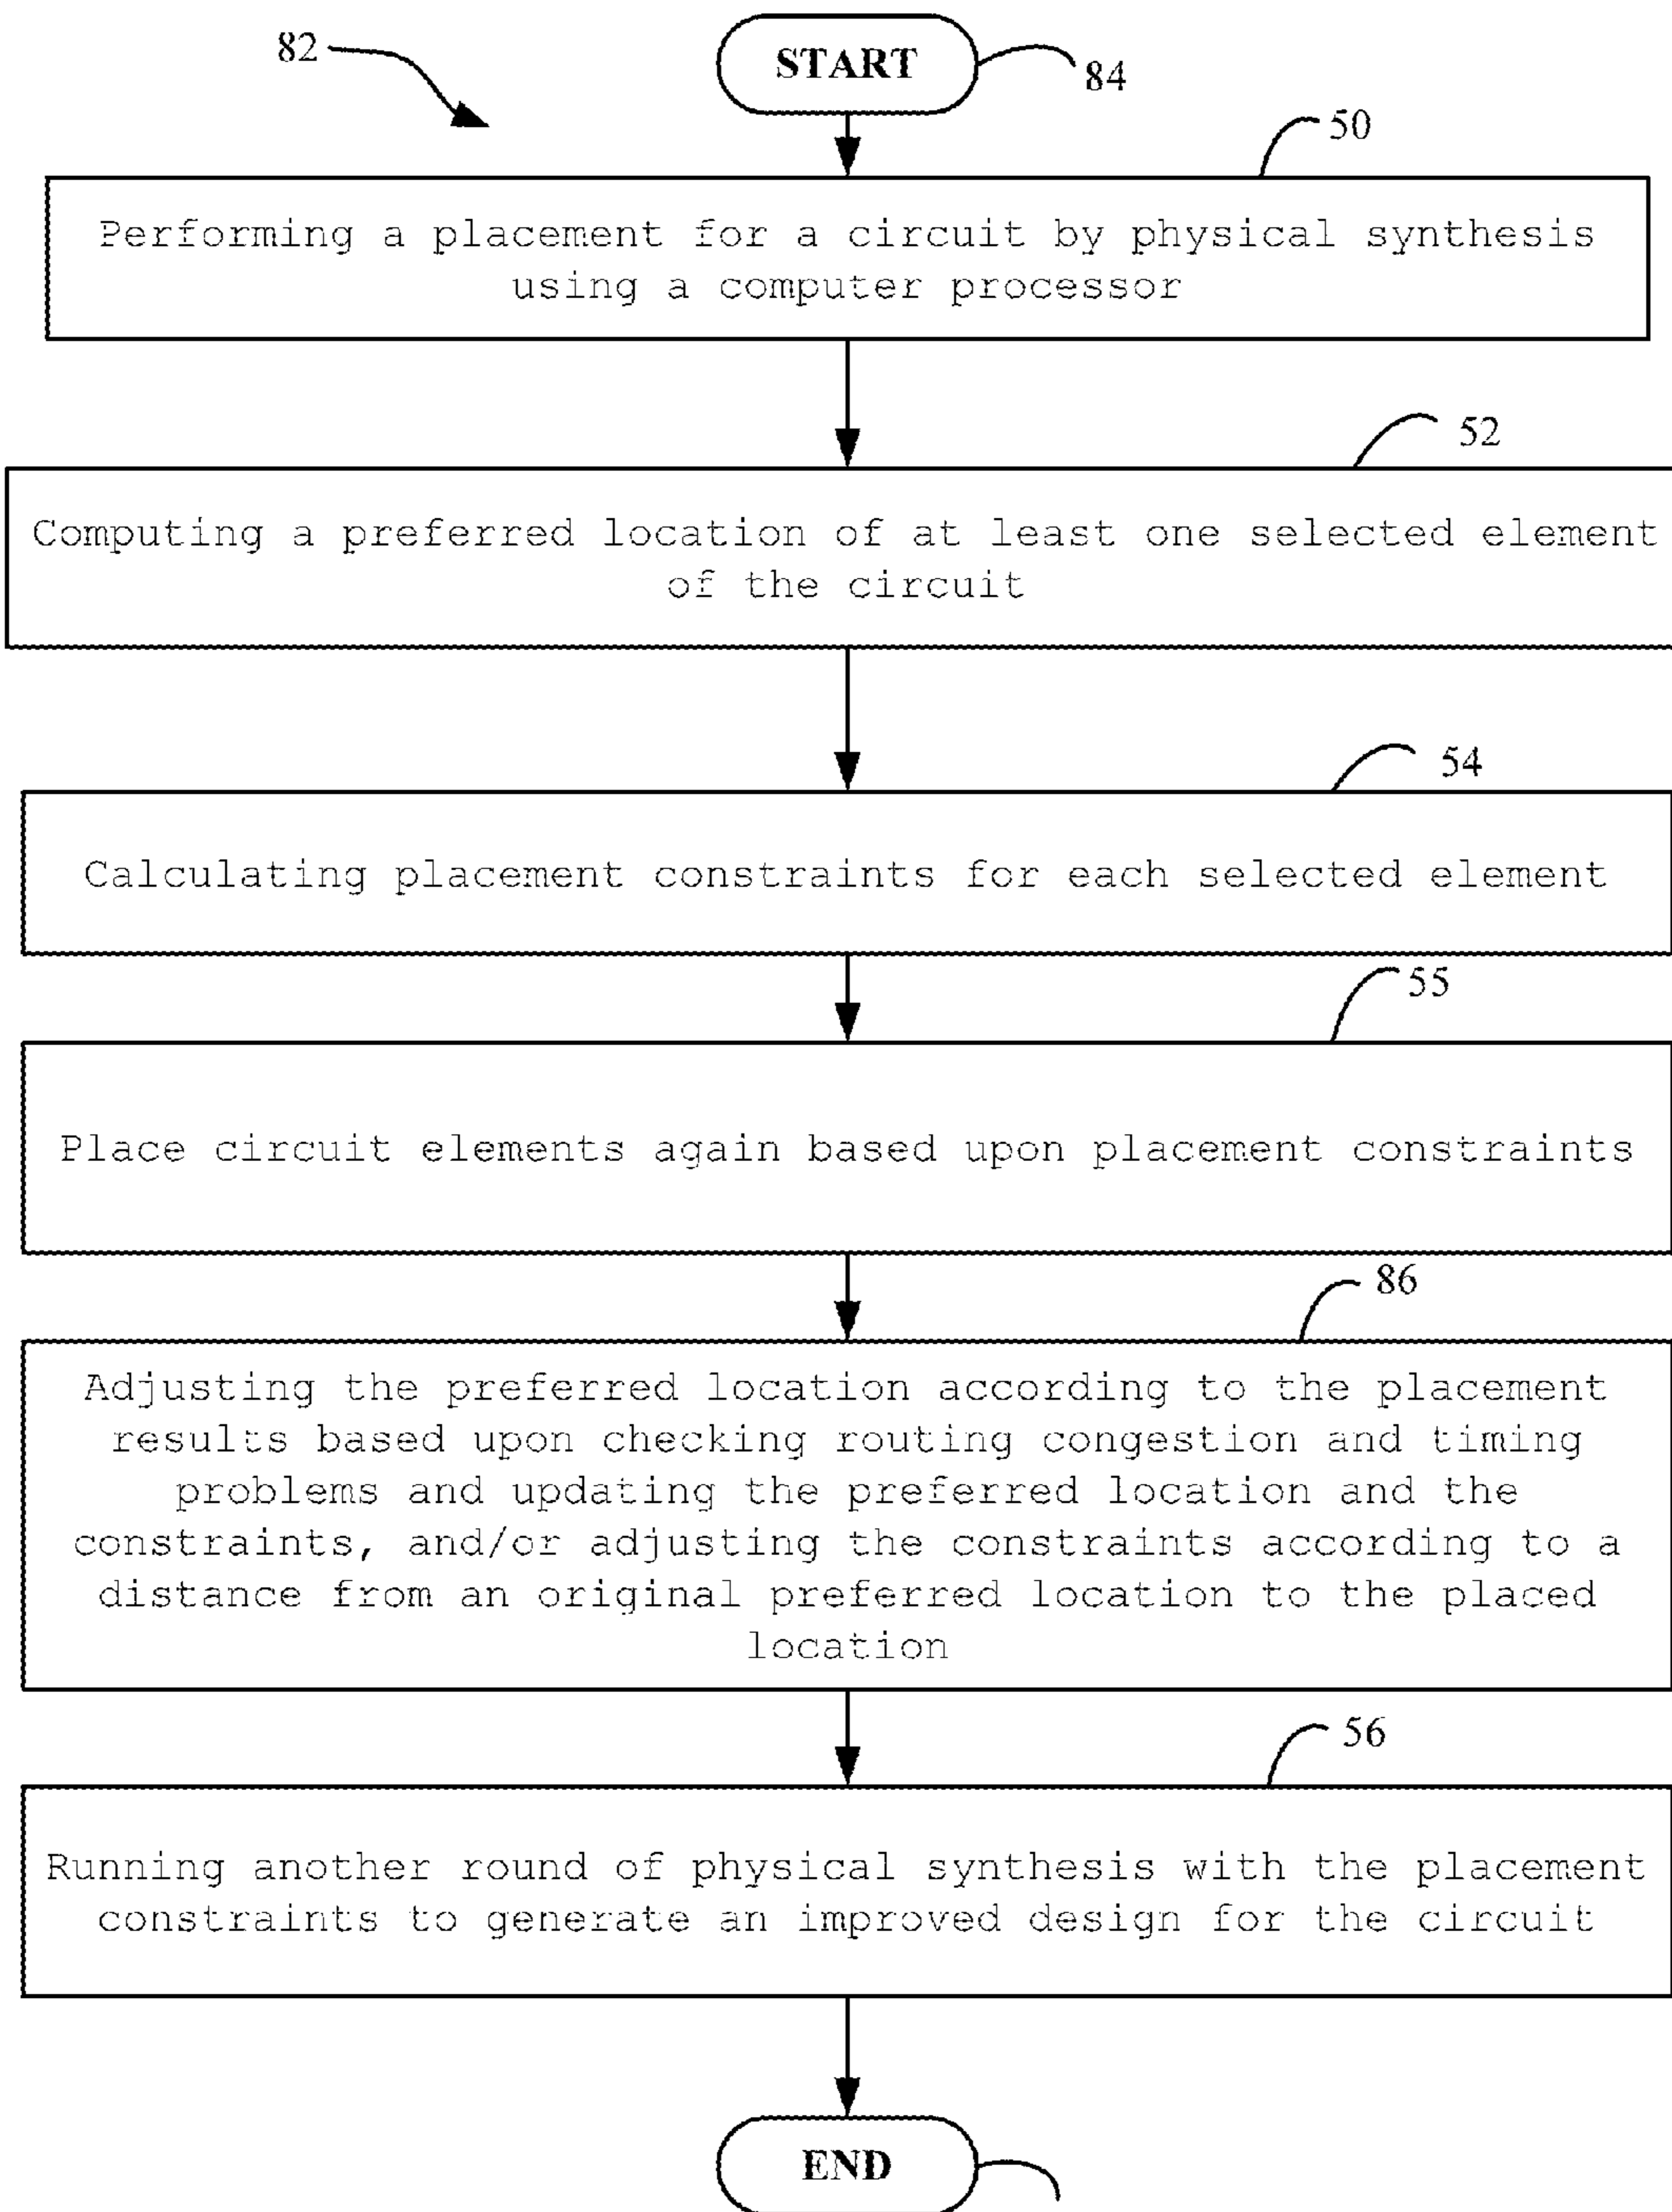 82
START
84
50
Performing a placement for a circuit by physical synthesis
using a computer processor
52
Computing a preferred location of at least one selected element
of the circuit
54
Calculating placement constraints for each selected element
55
Place circuit elements again based upon placement constraints
86
Adjusting the preferred location according to the placement
results based upon checking routing congestion and timing
problems and updating the preferred location and the
constraints, and/or adjusting the constraints according to a
distance from an original preferred location to the placed
location
56
Running another round of physical synthesis with the placement
constraints to generate an improved design for the circuit
END